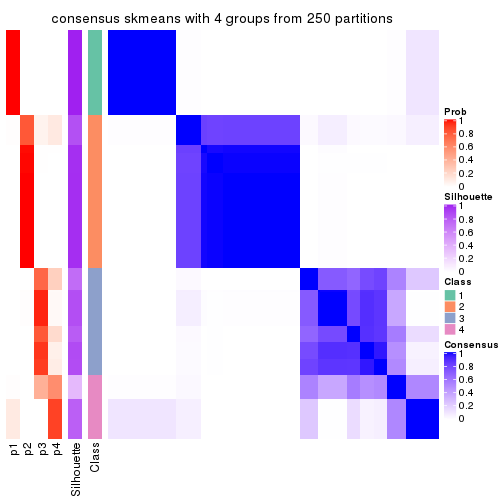 consensus skmeans with 4 groups from 250 partitions
Prob
1
0.8
0.6
0.4
0.2
0
Silhouette
1
0.8
0.6
0.4
0.2
0
Class
1
2
3
4
Consensus
1
0.8
0.6
0.4
0.2
0
p1
p2
p3
p4
Silhouette
Class